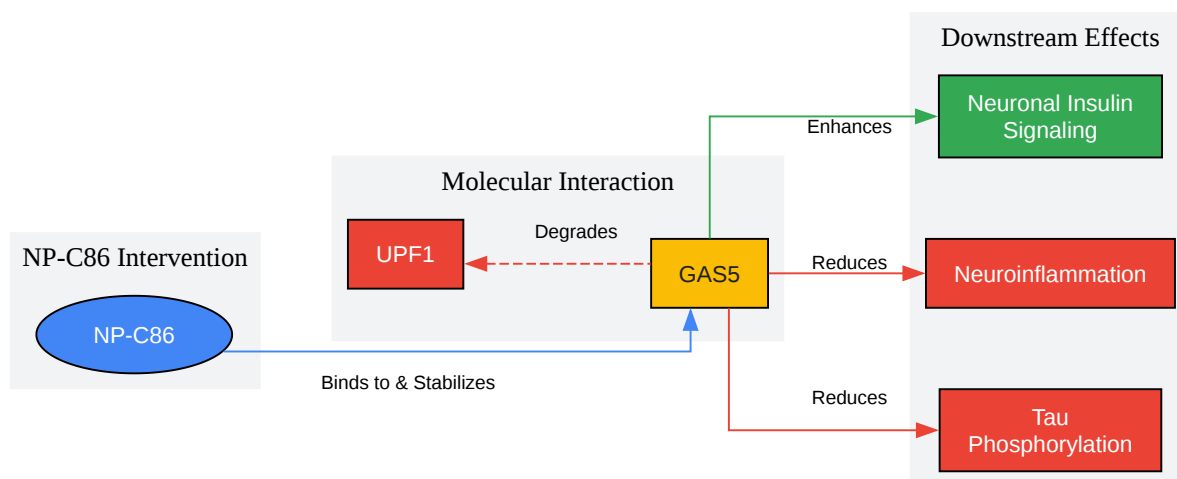 Downstream Effects
Neuronal Insulin
Signaling
Enhances
Molecular Interaction
Degrades
UPF1
GAS5
Reduces
Neuroinflammation
NP-C86 Intervention
NP-C86
Binds to & Stabilizes
Reduces
Tau
Phosphorylation